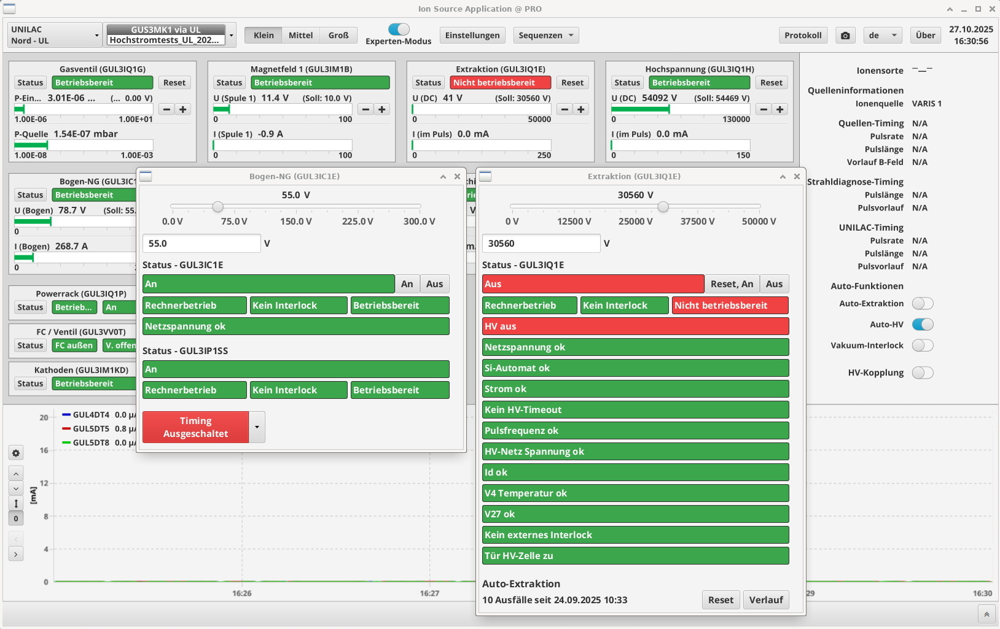 Ion Source Application @ PRO
UNILAC
Nord - UL
GUS3MK1 via UL
Hochstromtests_UL_202...
Klein
Mittel
Groß
Experten-Modus
Einstellungen
Sequenzen
Protokoll
de
Über
27.10.2025
16:30:56
Gasventil (GUL3IQ1G)
Status
Betriebsbereit
Reset
P-Ein... 3.01E-06 ... (... 0.00 V)
1.00E-06 1.00E+01
P-Quelle 1.54E-07 mbar
1.00E-08 1.00E-03
Magnetfeld 1 (GUL3IM1B)
Status
Betriebsbereit
U (Spule 1) 11.4 V (Soll: 10.0 V)
0 100
I (Spule 1) -0.9 A
0 100
Extraktion (GUL3IQ1E)
Status
Nicht betriebsbereit
Reset
U (DC) 41 V (Soll: 30560 V)
0 50000
I (im Puls) 0.0 mA
0 250
Hochspannung (GUL3IQ1H)
Status
Betriebsbereit
Reset
U (DC) 54092 V (Soll: 54469 V)
0 130000
I (im Puls) 0.0 mA
0 150
Ionensorte
Quelleninformationen
Ionenquelle VARIS 1
Quellen-Timing N/A
Pulsrate N/A
Pulslänge N/A
Vorlauf B-Feld N/A
Strahldiagnose-Timing
Pulslänge N/A
Pulsvorlauf N/A
UNILAC-Timing
Pulsrate N/A
Pulslänge N/A
Pulsvorlauf N/A
Auto-Funktionen
Auto-Extraktion
Auto-HV
Vakuum-Interlock
HV-Kopplung
Bogen-NG (GUL3IC1
Status
Betriebsbereit
U (Bogen) 78.7 V (Soll: 55.
0
I (Bogen) 268.7 A
0
Powerrack (GUL3IQ1P)
Status
Betrieb...
An
FC / Ventil (GUL3VV0T)
Status
FC außen
V. offen
Kathoden (GUL3IM1KD)
Status
Betriebsbereit
Bogen-NG (GUL3IC1E)
55.0 V
0.0 V 75.0 V 150.0 V 225.0 V 300.0 V
55.0 V
Status - GUL3IC1E
An
An
Aus
Rechnerbetrieb
Kein Interlock
Betriebsbereit
Netzspannung ok
Status - GUL3IP1SS
An
Rechnerbetrieb
Kein Interlock
Betriebsbereit
Timing
Ausgeschaltet
Extraktion (GUL3IQ1E)
30560 V
0 V 12500 V 25000 V 37500 V 50000 V
30560 V
Status - GUL3IQ1E
Aus
Reset, An
Aus
Rechnerbetrieb
Kein Interlock
Nicht betriebsbereit
HV aus
Netzspannung ok
Si-Automat ok
Strom ok
Kein HV-Timeout
Pulsfrequenz ok
HV-Netz Spannung ok
Id ok
V4 Temperatur ok
V27 ok
Kein externes Interlock
Tür HV-Zelle zu
Auto-Extraktion
10 Ausfälle seit 24.09.2025 10:33
Reset
Verlauf
GUL4DT4 0.0 µA
GUL5DT5 0.8 µA
GUL5DT8 0.0 µA
[mA]
20
16
12
8
4
0
0
16:26
16:27
29
16:30